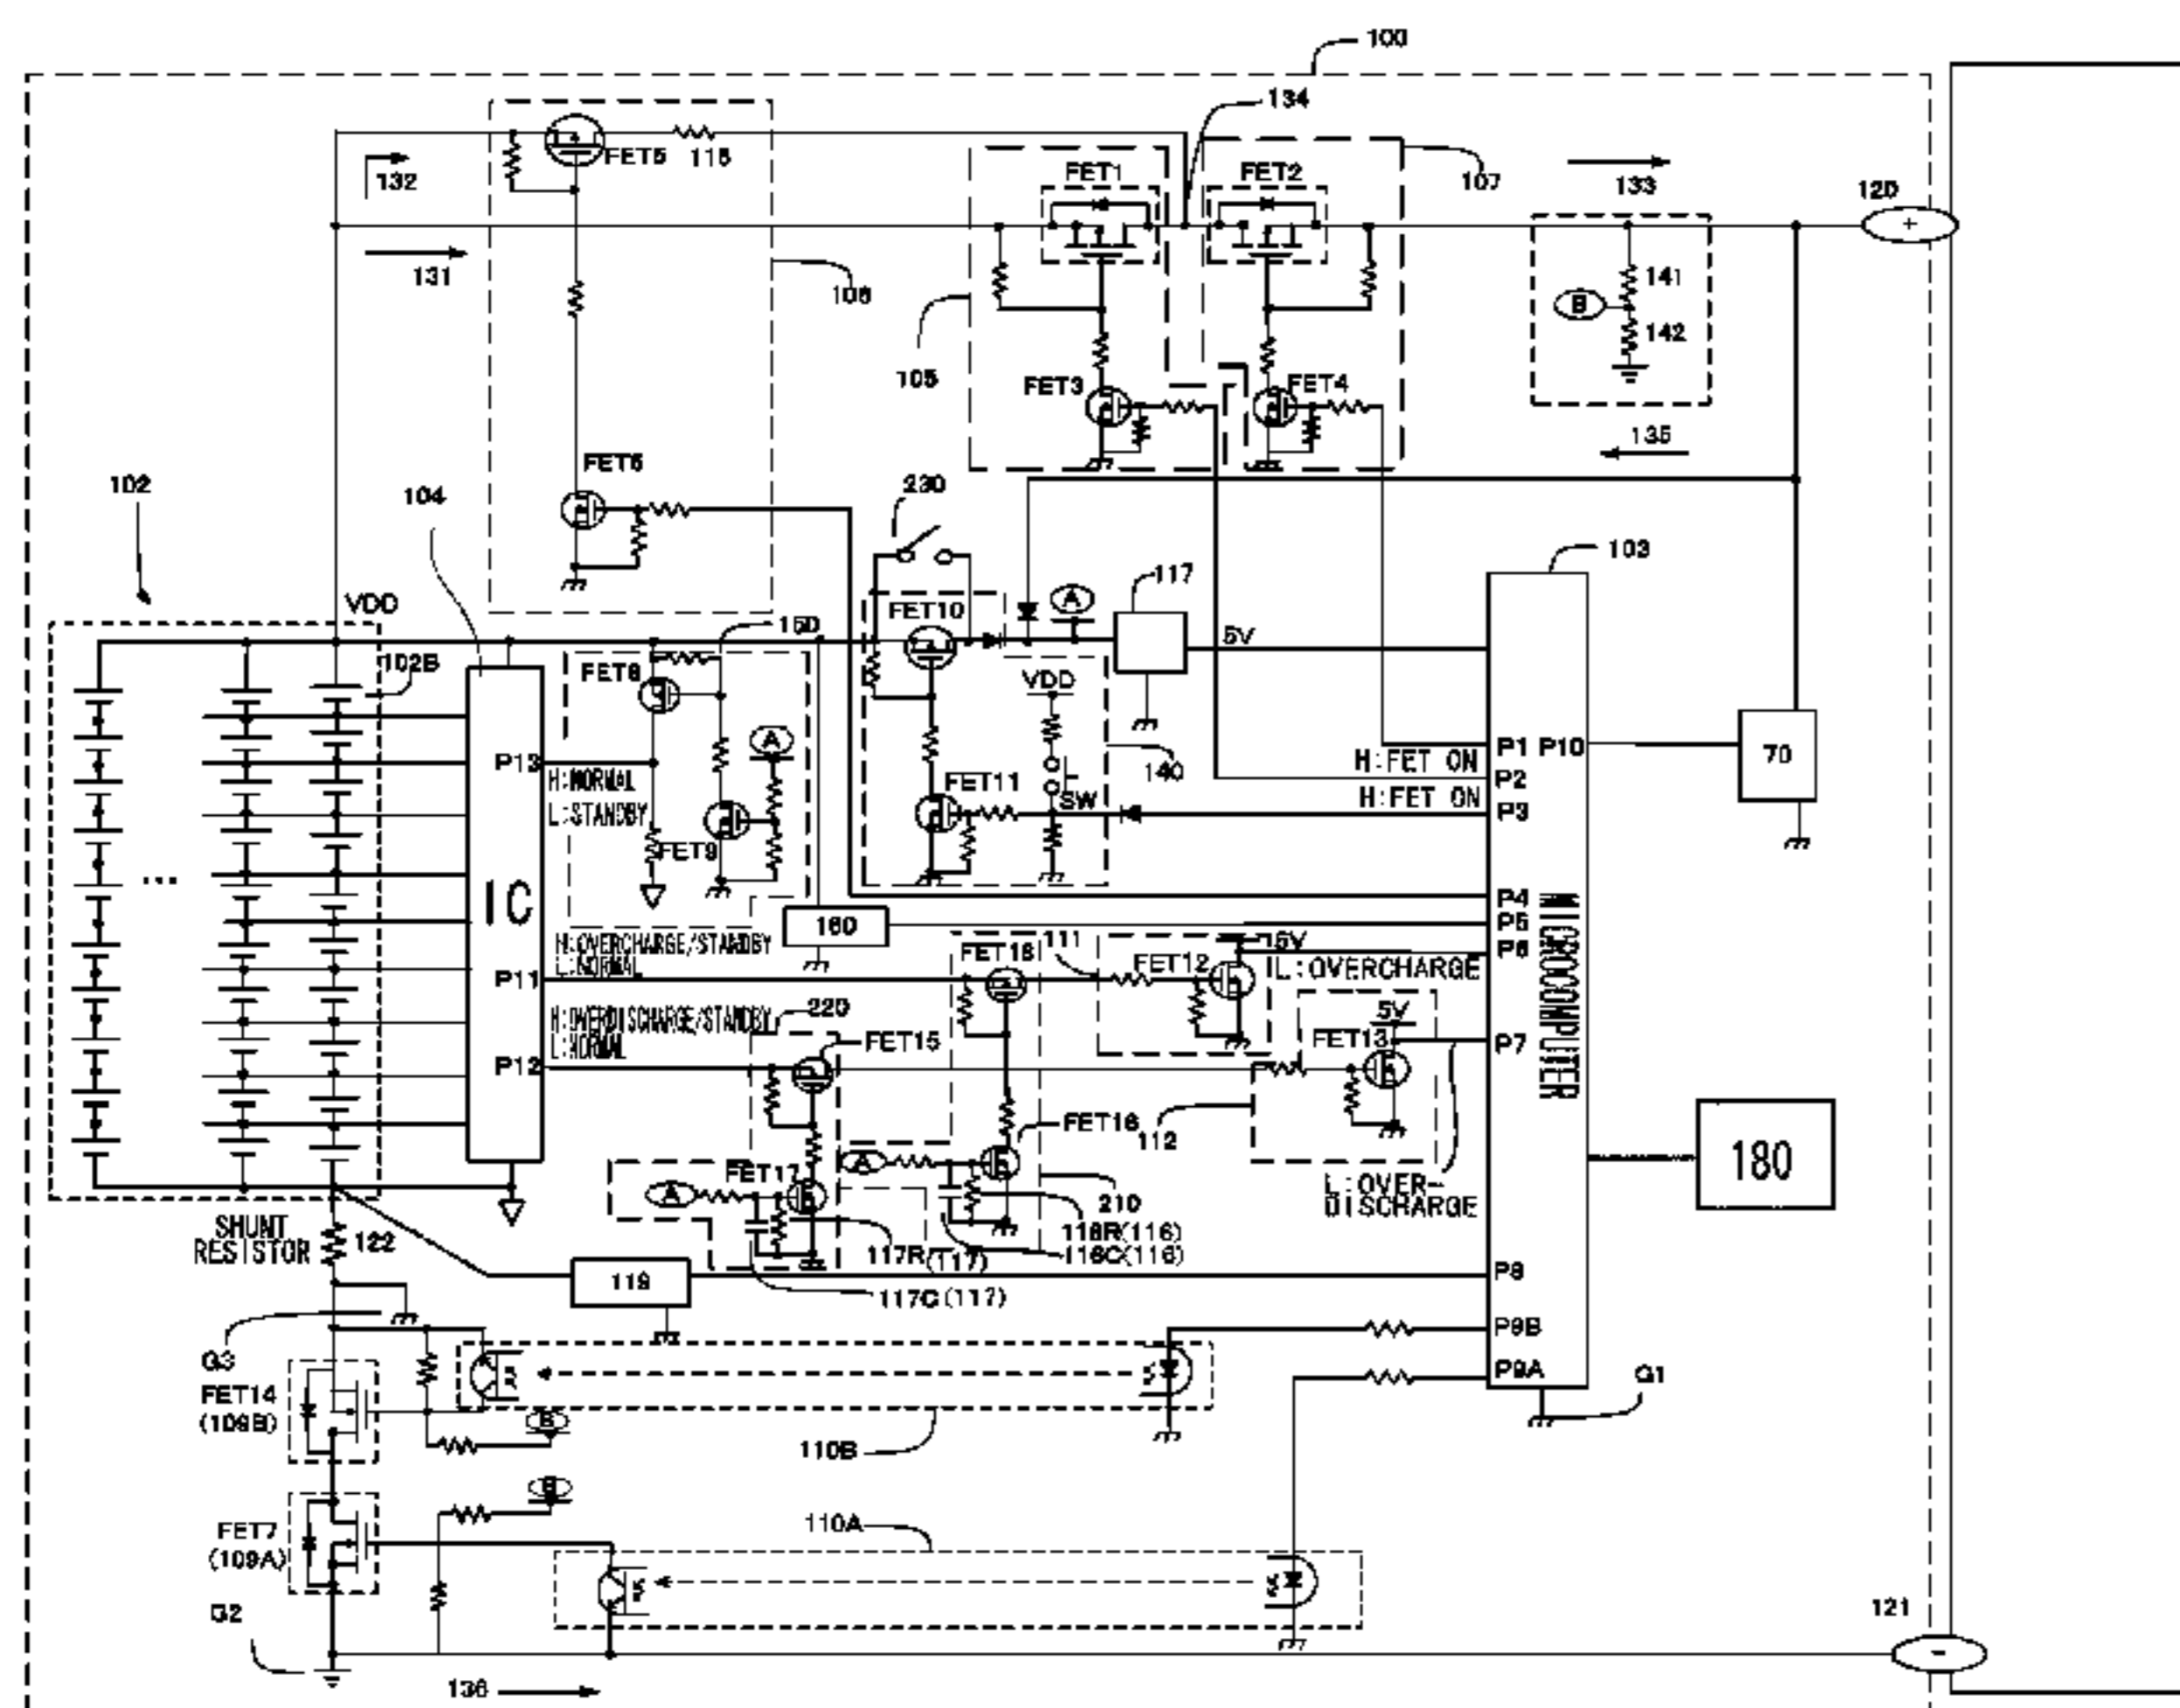 100
134
FET5
115
132
FET1
FET2
107
133
120
+
131
106
141
B
142
105
FET3
FET4
135
FET6
102
104
230
103
117
A
VDD
FET10
150
5V
102B
FET8
VDD
A
P1 P10
70
P13
H:NORMAL
140
H:FET ON
P2
FET11
L:STANDBY
SW
H:FET ON
P3
FET9
...
IC
P4
160
P5
MICROCOMPUTER
H:OVERCHARGE/STANDBY
L:NORMAL
111
5V
P6
FET18
FET12
L:OVERCHARGE
P11
H:OVERDISCHARGE/STANDBY
L:NORMAL
220
5V
FET15
FET13
P7
P12
FET16
112
180
A
FET17
A
210
L:OVER-
DISCHARGE
SHUNT
RESISTOR
122
116R(116)
117R(117)
116C(116)
119
P8
117C(117)
P9B
G3
P9A
G1
FET14
(109B)
B
110B
B
FET7
(109A)
110A
G2
121
-
136